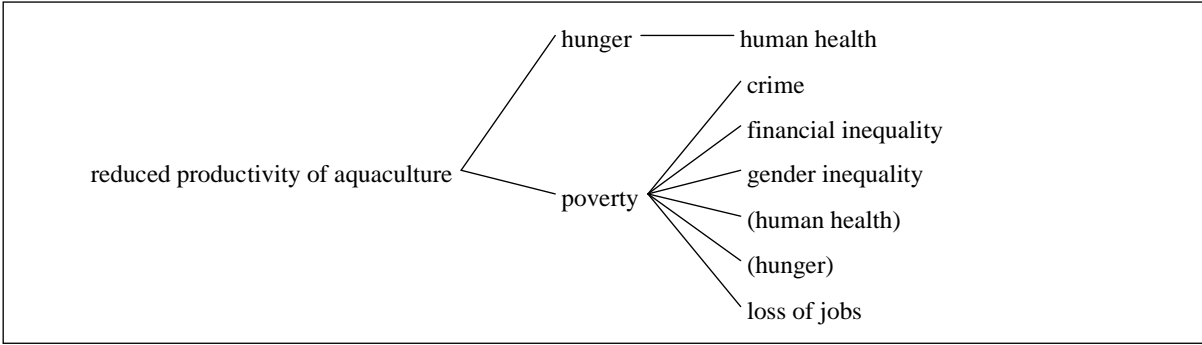 hunger
human health
crime
financial inequality
reduced productivity of aquaculture
gender inequality
poverty
(human health)
(hunger)
loss of jobs